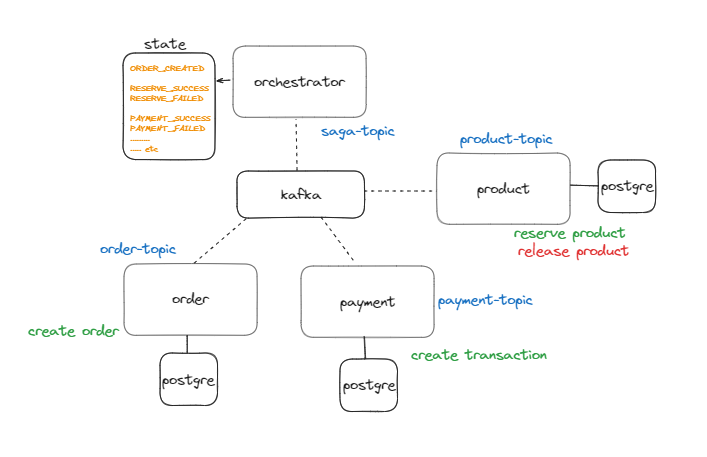 state
ORDER_CREATED
RESERVE_SUCCESS
RESERVE_FAILED
PAYMENT_SUCCESS
PAYMENT_FAILED
---------
---- etc
orchestrator
saga-topic
product-topic
kafka
product
postgre
reserve product
release product
order-topic
order
create order
postgre
payment
payment-topic
create transaction
postgre